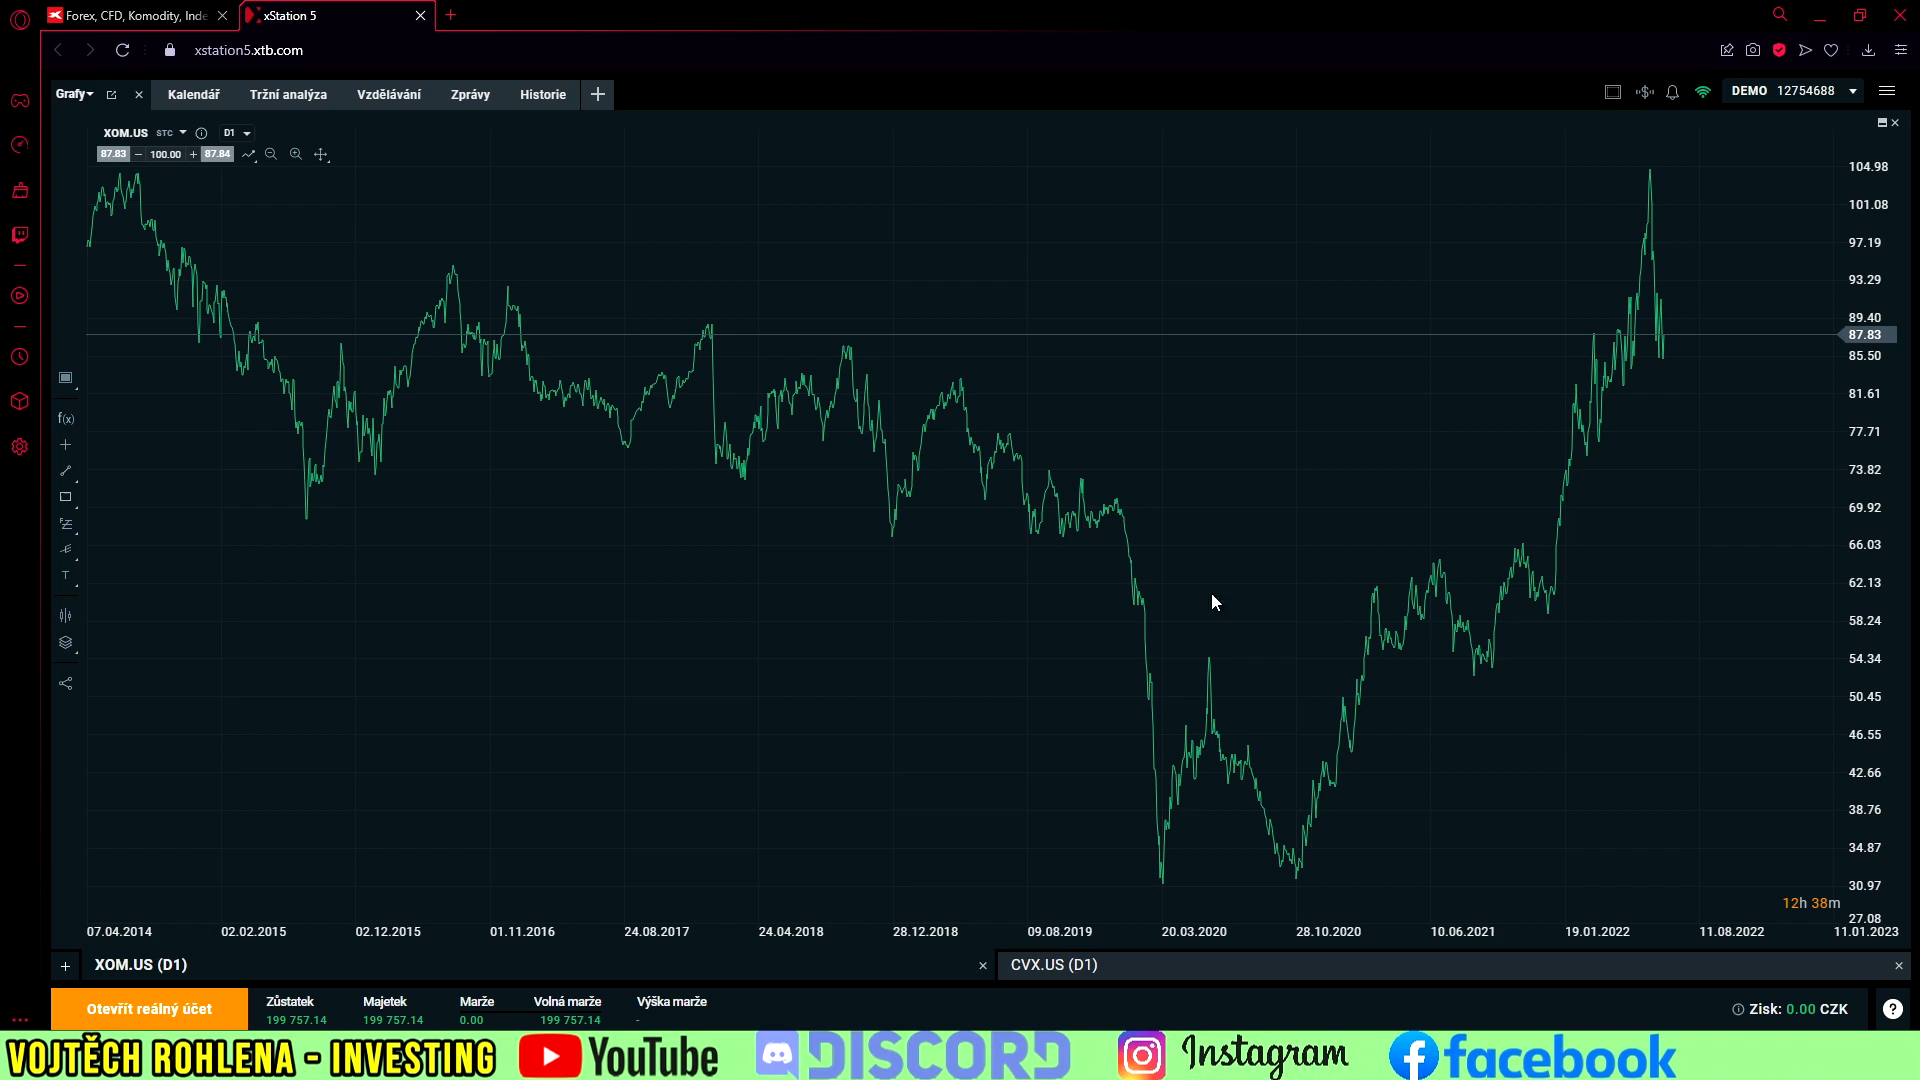 Forex, CFD, Komodity, Inde
xStation 5
xstation5.xtb.com
Grafy
Kalendář
Tržní analýza
Vzdělávání
Zprávy
Historie
DEMO 12754688
XOM.US STC D1
87.83 – 100.00 + 87.84
104.98
101.08
97.19
93.29
89.40
87.83
85.50
81.61
77.71
73.82
69.92
66.03
62.13
58.24
54.34
50.45
46.55
42.66
38.76
34.87
30.97
27.08
f(x)
T
12h 38m
07.04.2014
02.02.2015
02.12.2015
01.11.2016
24.08.2017
24.04.2018
28.12.2018
09.08.2019
20.03.2020
28.10.2020
10.06.2021
19.01.2022
11.08.2022
11.01.2023
XOM.US (D1)
CVX.US (D1)
Otevřít reálný účet
Zůstatek
199 757.14
Majetek
199 757.14
Marže
0.00
Volná marže
199 757.14
Výška marže
-
Zisk: 0.00 CZK
VOJTĚCH ROHLENA - INVESTING
YouTube
DISCORD
Instagram
facebook